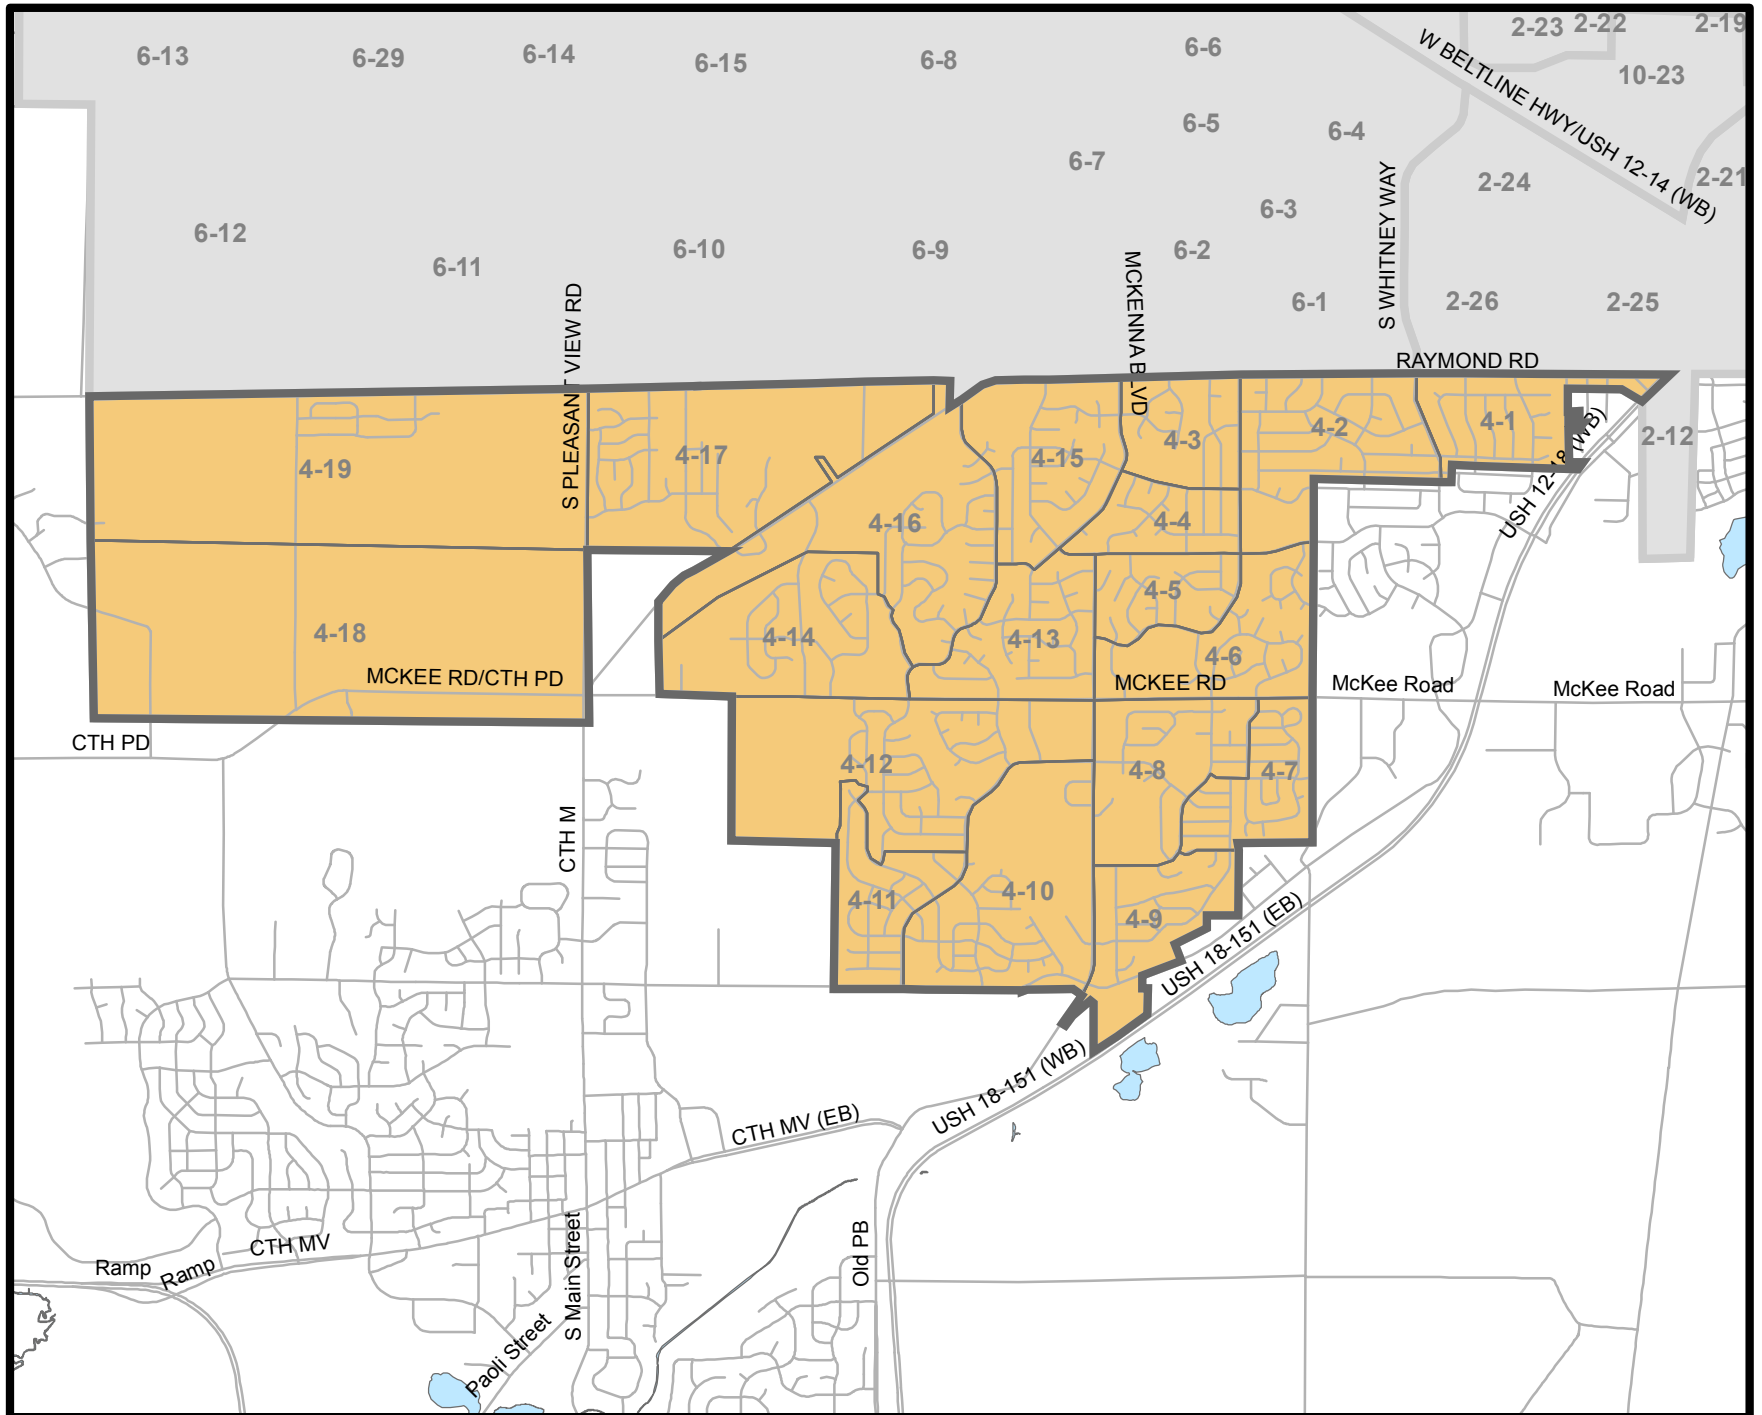 2-23
2-22
2-19
6-13
6-29
6-14
6-15
6-8
6-6
W BELTLINE HWY/USH 12-14 (WB)
10-23
6-5
6-4
6-7
2-24
2-21
S WHITNEY WAY
6-3
6-12
6-11
6-10
6-9
6-2
MCKENNA BLVD
6-1
2-26
2-25
S PLEASANT VIEW RD
RAYMOND RD
4-19
4-17
4-15
4-3
4-2
4-1
2-12
USH 12-18 (WB)
4-16
4-4
4-5
4-18
4-14
4-13
4-6
MCKEE RD/CTH PD
MCKEE RD
McKee Road
McKee Road
CTH PD
4-12
4-8
4-7
CTH M
4-11
4-10
4-9
USH 18-151 (EB)
USH 18-151 (WB)
CTH MV (EB)
CTH MV
Ramp
Ramp
S Main Street
Old PB
Paoli Street